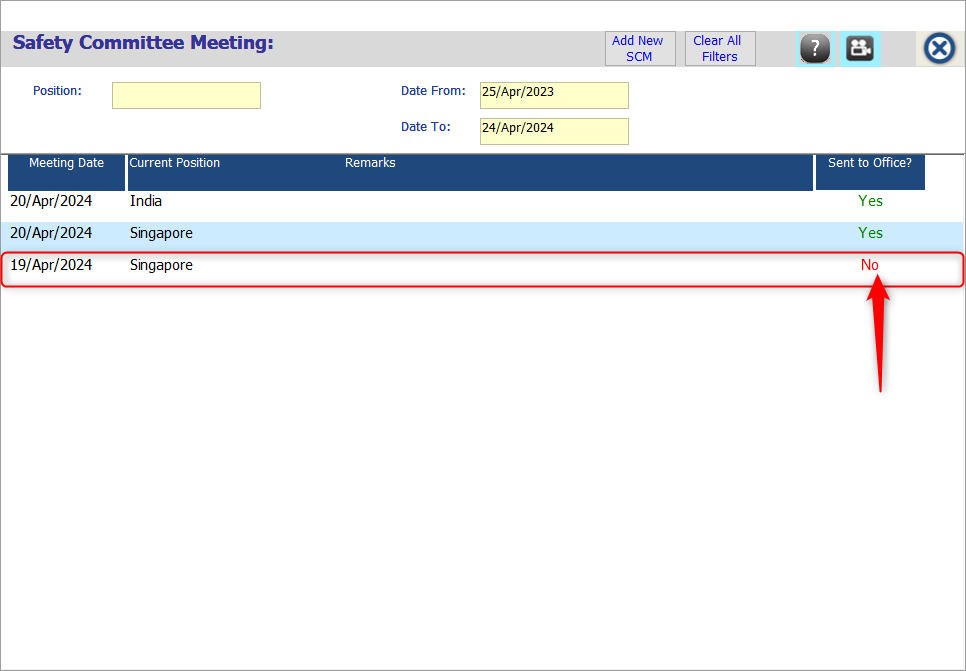 Safety Committee Meeting:
Add New
SCM
Clear All
Filters
?
Position:
Date From: 25/Apr/2023
Date To: 24/Apr/2024
Meeting Date Current Position Remarks Sent to Office?
20/Apr/2024 India Yes
20/Apr/2024 Singapore Yes
19/Apr/2024 Singapore No